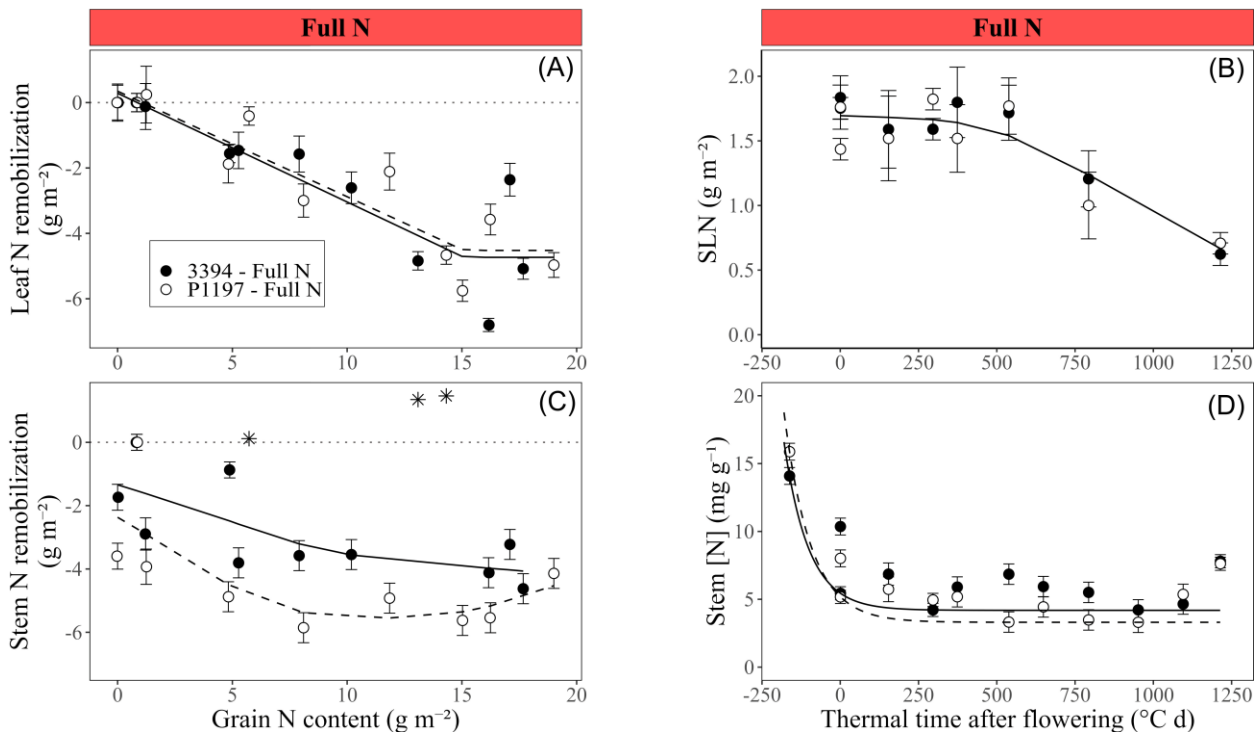 Full N
Full N
(A)
Leaf N remobilization
(g m⁻²)
0
-2
-4
-6
3394 - Full N
P1197 - Full N
0
5
10
15
20
(B)
SLN (g m⁻²)
2.0
1.5
1.0
0.5
0.0
-250
0
250
500
750
1000
1250
(C)
Stem N remobilization
(g m⁻²)
0
-2
-4
-6
0
5
10
15
20
Grain N content (g m⁻²)
(D)
Stem [N] (mg g⁻¹)
20
15
10
5
0
-250
0
250
500
750
1000
1250
Thermal time after flowering (°C d)